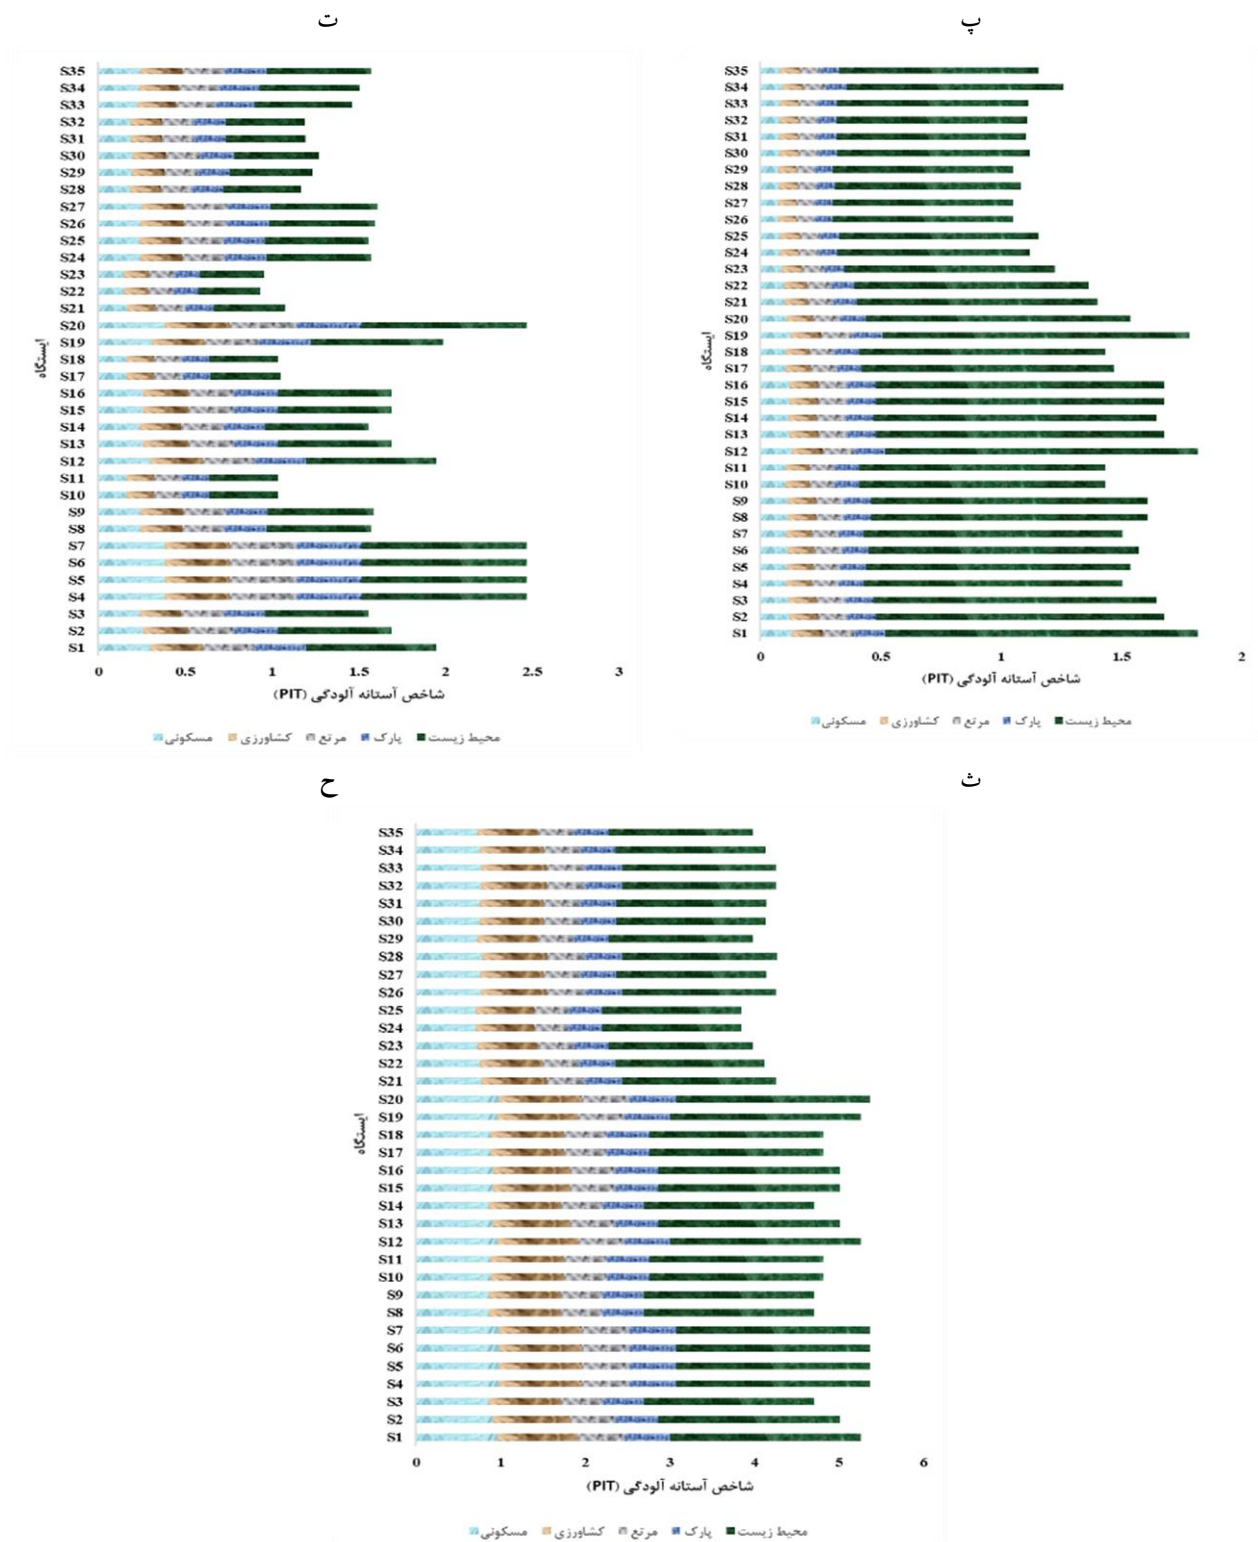 ت
پ
S35
S34
S33
S32
S31
S30
S29
S28
S27
S26
S25
S24
S23
S22
S21
S20
S19
S18
S17
S16
S15
S14
S13
S12
S11
S10
S9
S8
S7
S6
S5
S4
S3
S2
S1
ایستگاه
0 0.5 1 1.5 2 2.5 3
شاخص آستانه آلودگی (PIT)
مسکونی کشاورزی مرتع پارک محیط زیست
S35
S34
S33
S32
S31
S30
S29
S28
S27
S26
S25
S24
S23
S22
S21
S20
S19
S18
S17
S16
S15
S14
S13
S12
S11
S10
S9
S8
S7
S6
S5
S4
S3
S2
S1
ایستگاه
0 0.5 1 1.5 2
شاخص آستانه آلودگی (PIT)
مسکونی کشاورزی مرتع پارک محیط زیست
ح
ث
S35
S34
S33
S32
S31
S30
S29
S28
S27
S26
S25
S24
S23
S22
S21
S20
S19
S18
S17
S16
S15
S14
S13
S12
S11
S10
S9
S8
S7
S6
S5
S4
S3
S2
S1
ایستگاه
0 1 2 3 4 5 6
شاخص آستانه آلودگی (PIT)
مسکونی کشاورزی مرتع پارک محیط زیست